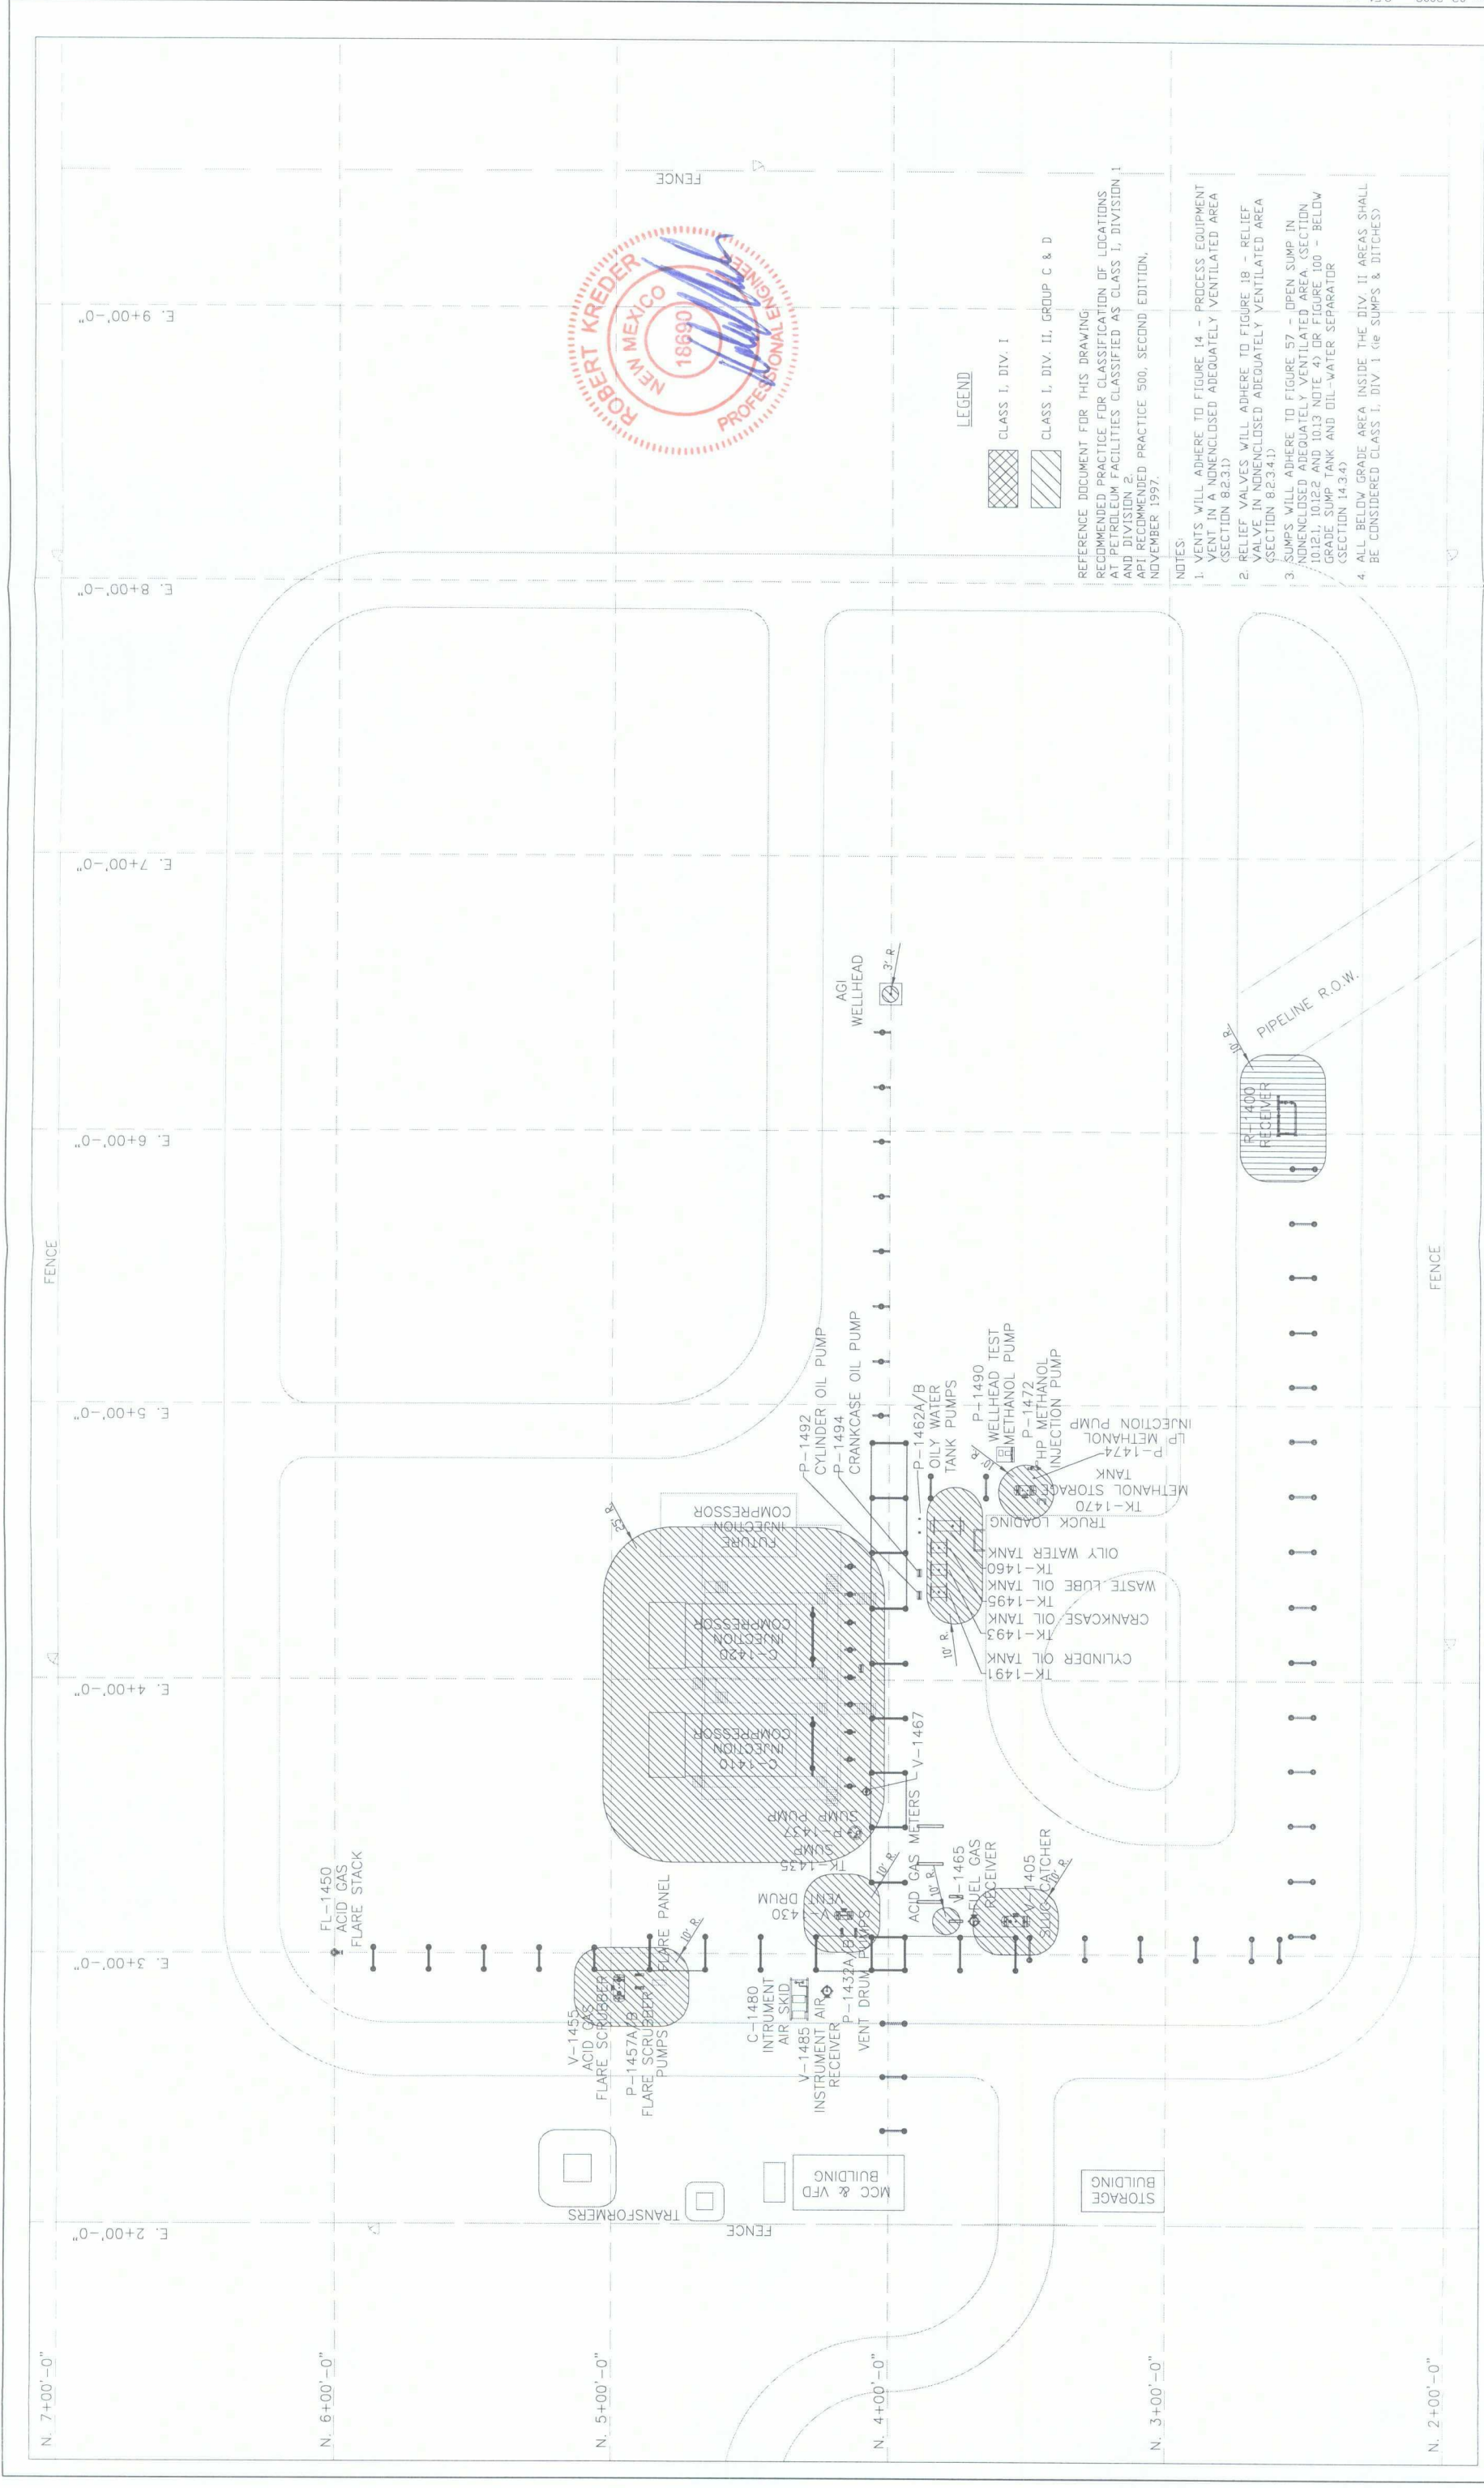 N. 7+00'-0"
N. 6+00'-0"
N. 5+00'-0"
N. 4+00'-0"
N. 3+00'-0"
N. 2+00'-0"
E. 2+00'-0"
E. 3+00'-0"
E. 4+00'-0"
E. 5+00'-0"
E. 6+00'-0"
E. 7+00'-0"
E. 8+00'-0"
E. 9+00'-0"
FENCE
FENCE
FENCE
FENCE
TRANSFORMERS
MCC & VFD
BUILDING
STORAGE
BUILDING
FL-1450
ACID GAS
FLARE STACK
V-1455
ACID GAS
FLARE SCRUBBER
P-1457A/B
FLARE SCRUBBER
PUMPS
FLARE PANEL
10' R.
C-1480
INTRUMENT
AIR SKID
V-1485
INSTRUMENT AIR
RECEIVER
P-1432A/B
VENT DRUM PUMPS
V-1430
VENT DRUM
10' R.
TK-1435
SUMP
P-1437
SUMP PUMP
C-1410
INJECTION
COMPRESSOR
C-1420
INJECTION
COMPRESSOR
FUTURE
INJECTION
COMPRESSOR
25' R.
ACID GAS METERS
V-1467
10' R.
V-1465
FUEL GAS
RECEIVER
V-1405
SLUG CATCHER
10' R.
P-1492
CYLINDER OIL PUMP
P-1494
CRANKCASE OIL PUMP
P-1462A/B
OILY WATER
TANK PUMPS
P-1490
WELLHEAD TEST
METHANOL PUMP
P-1472
HP METHANOL
INJECTION PUMP
P-1474
LP METHANOL
INJECTION PUMP
TK-1470
METHANOL STORAGE
TANK
10' R.
TRUCK LOADING
TK-1460
OILY WATER TANK
TK-1495
WASTE LUBE OIL TANK
TK-1493
CRANKCASE OIL TANK
TK-1491
CYLINDER OIL TANK
10' R.
AGI
WELLHEAD
3' R.
R-1400
RECEIVER
10' R.
PIPELINE R.O.W.
ROBERT KREDER
NEW MEXICO
18690
PROFESSIONAL ENGINEER
LEGEND
CLASS I, DIV. I
CLASS I, DIV. II, GROUP C & D
REFERENCE DOCUMENT FOR THIS DRAWING:
RECOMMENDED PRACTICE FOR CLASSIFICATION OF LOCATIONS
AT PETROLEUM FACILITIES CLASSIFIED AS CLASS I, DIVISION 1
AND DIVISION 2.
API RECOMMENDED PRACTICE 500, SECOND EDITION,
NOVEMBER 1997.
NOTES:
1. VENTS WILL ADHERE TO FIGURE 14 - PROCESS EQUIPMENT
VENT IN A NONENCLOSED ADEQUATELY VENTILATED AREA
(SECTION 8.2.3.1)
2. RELIEF VALVES WILL ADHERE TO FIGURE 18 - RELIEF
VALVE IN NONENCLOSED ADEQUATELY VENTILATED AREA
(SECTION 8.2.3.4.1)
3. SUMPS WILL ADHERE TO FIGURE 57 - OPEN SUMP IN
NONENCLOSED ADEQUATELY VENTILATED AREA. (SECTION
10.12.1, 10.12.2 AND 10.13 NOTE 4) OR FIGURE 100 - BELOW
GRADE SUMP TANK AND OIL-WATER SEPARATOR
(SECTION 14.3.4)
4. ALL BELOW GRADE AREA INSIDE THE DIV. II AREAS SHALL
BE CONSIDERED CLASS I, DIV. 1 (ie SUMPS & DITCHES)